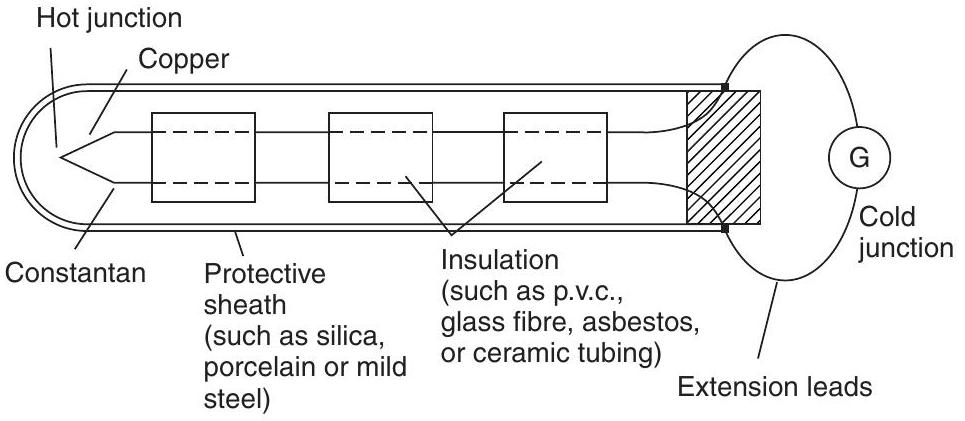 Hot junction
Copper
G
Cold
junction
Constantan
Protective
sheath
(such as silica,
porcelain or mild
steel)
Insulation
(such as p.v.c.,
glass fibre, asbestos,
or ceramic tubing)
Extension leads